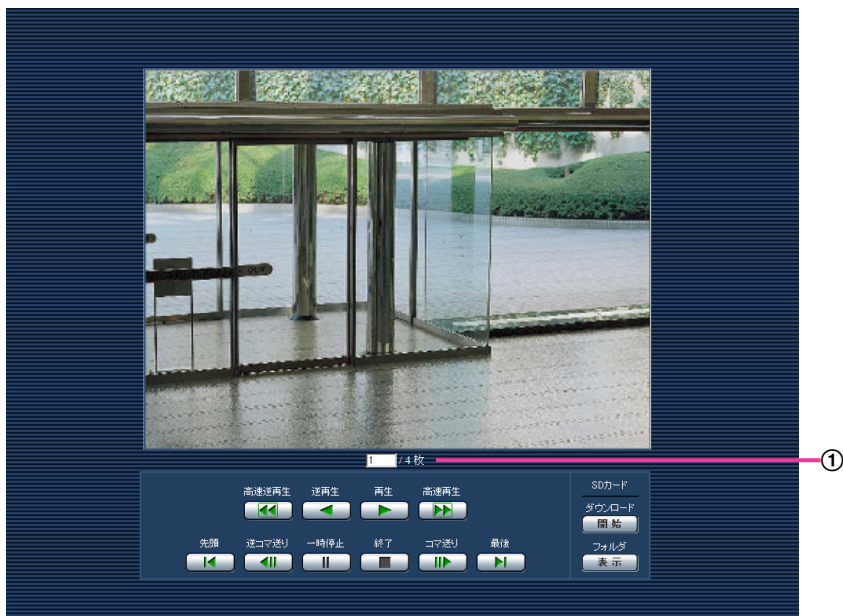 1 /4枚
①
高速逆再生 逆再生 再生 高速再生
先頭 逆コマ送り 一時停止 終了 コマ送り 最後
SDカード
ダウンロード
開始
フォルダ
表示